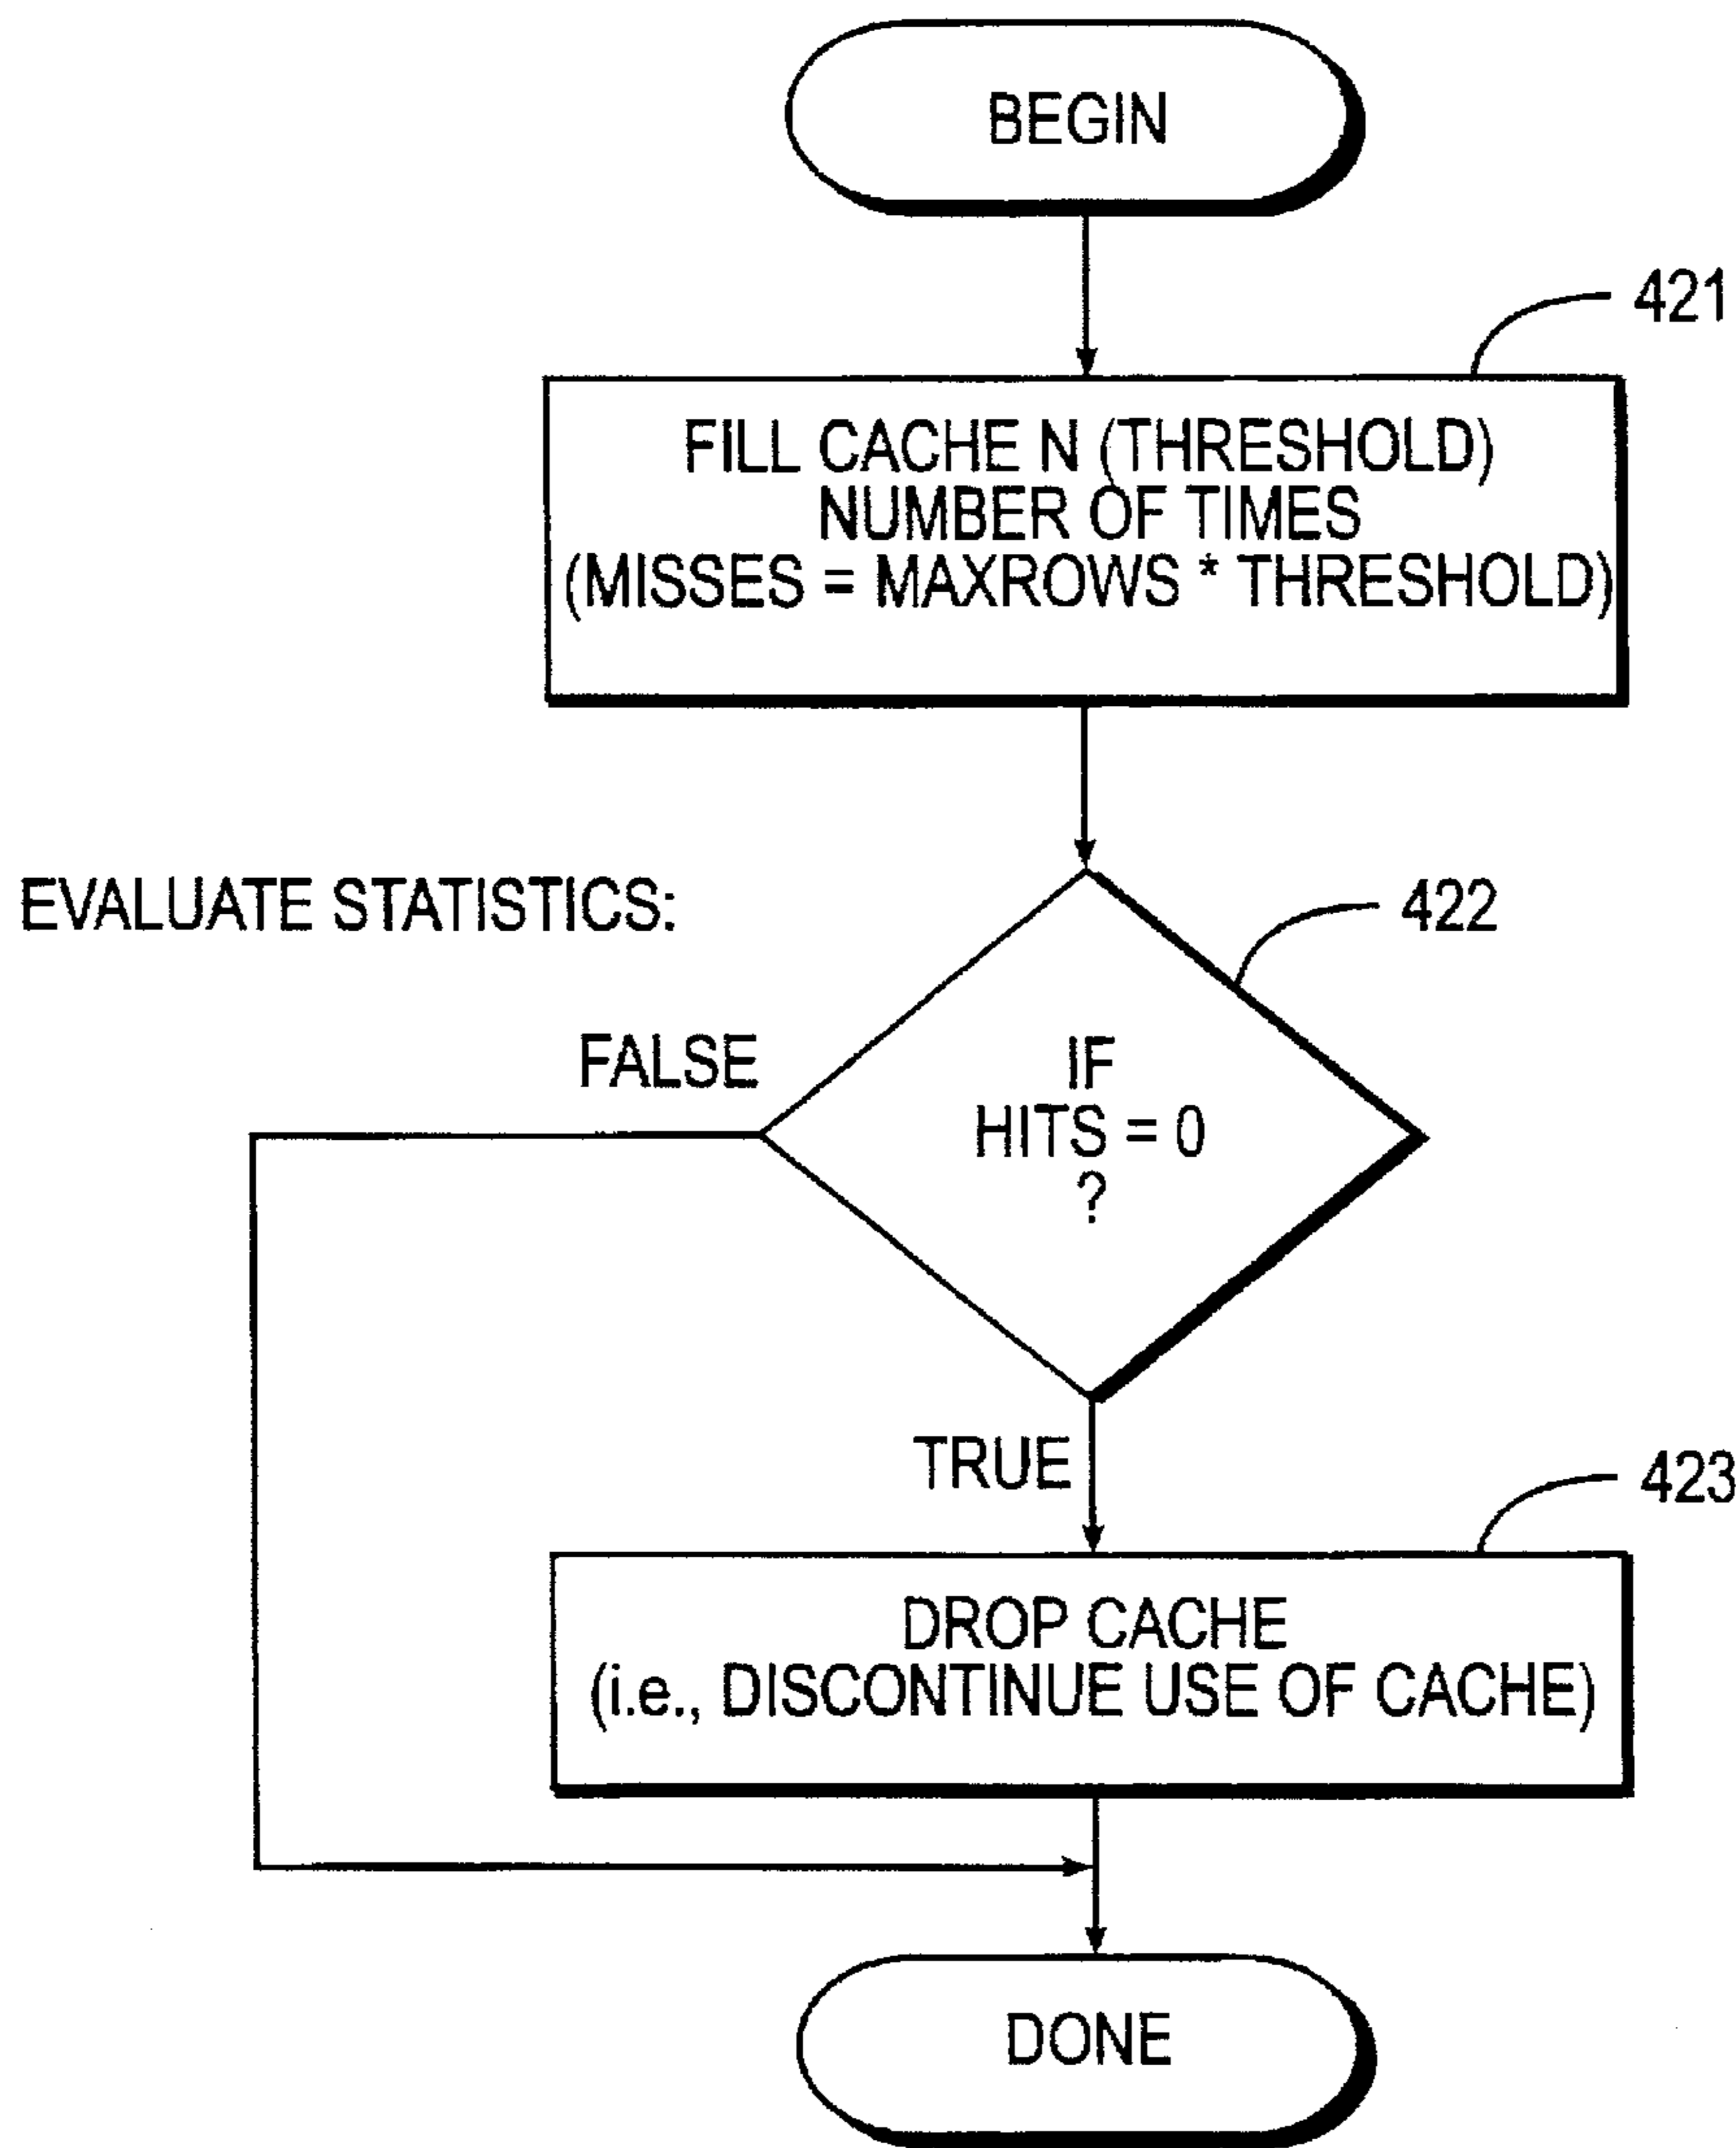 BEGIN
421
FILL CACHE N (THRESHOLD)
NUMBER OF TIMES
(MISSES = MAXROWS * THRESHOLD)
EVALUATE STATISTICS:
422
FALSE
IF
HITS = 0
?
TRUE
423
DROP CACHE
(i.e., DISCONTINUE USE OF CACHE)
DONE